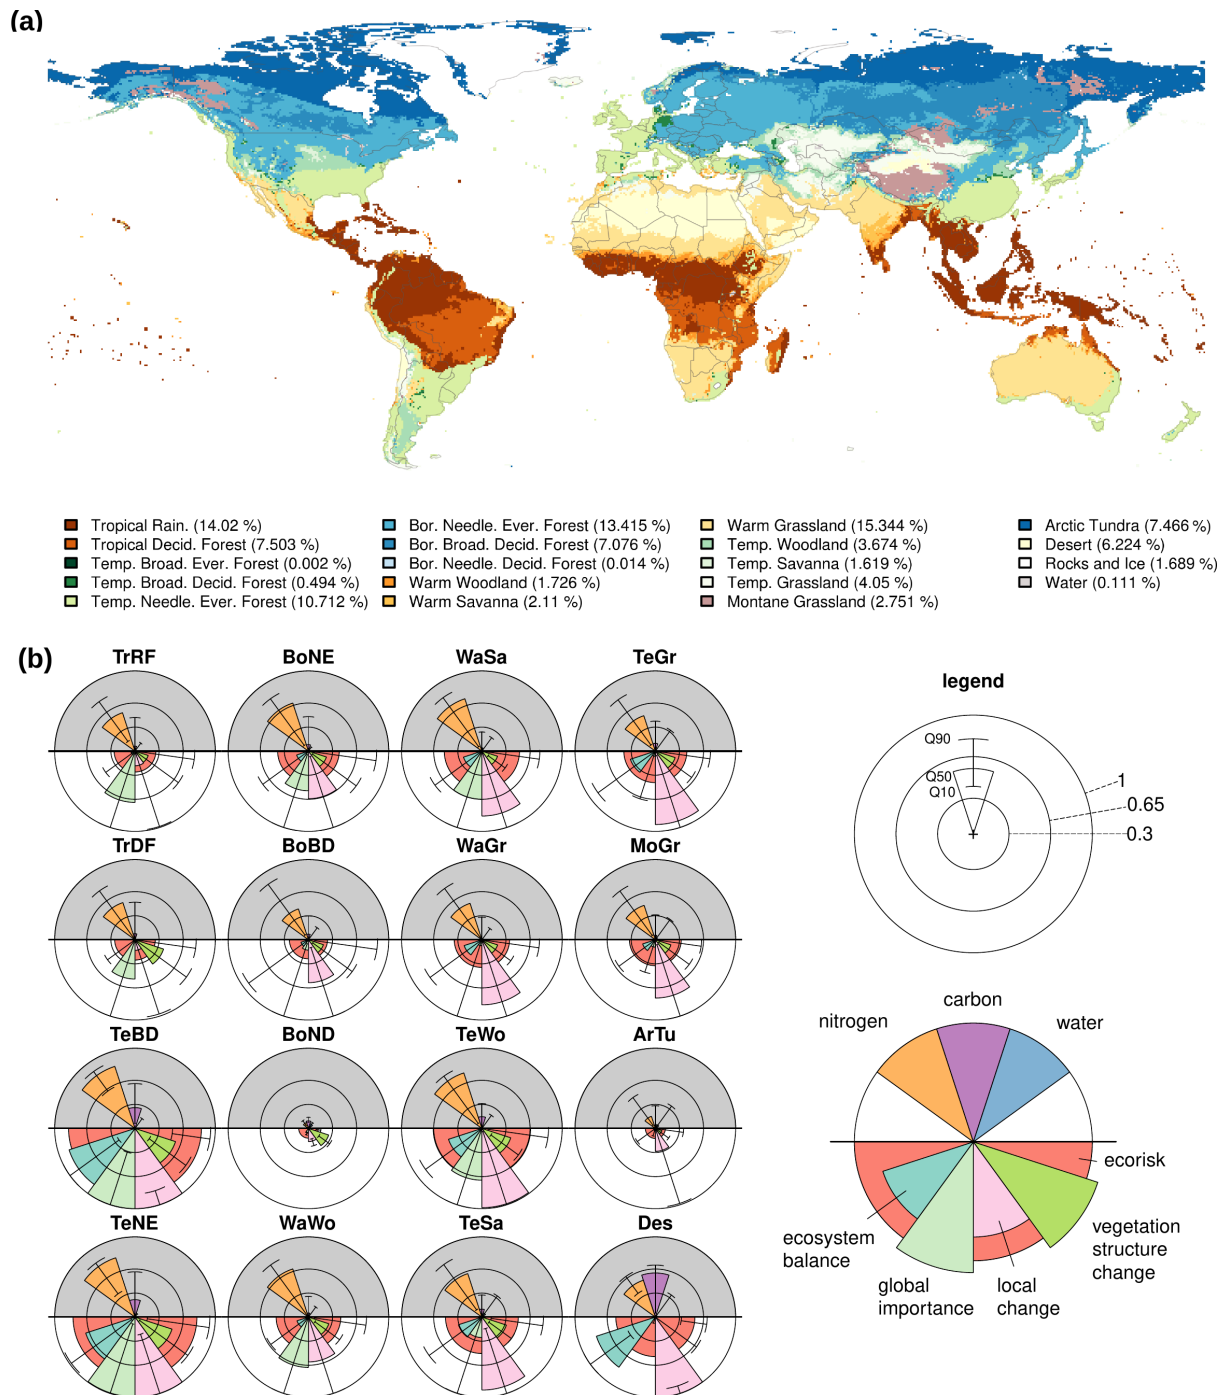 (a)
Tropical Rain. (14.02 %)
Tropical Decid. Forest (7.503 %)
Temp. Broad. Ever. Forest (0.002 %)
Temp. Broad. Decid. Forest (0.494 %)
Temp. Needle. Ever. Forest (10.712 %)
Bor. Needle. Ever. Forest (13.415 %)
Bor. Broad. Decid. Forest (7.076 %)
Bor. Needle. Decid. Forest (0.014 %)
Warm Woodland (1.726 %)
Warm Savanna (2.11 %)
Warm Grassland (15.344 %)
Temp. Woodland (3.674 %)
Temp. Savanna (1.619 %)
Temp. Grassland (4.05 %)
Montane Grassland (2.751 %)
Arctic Tundra (7.466 %)
Desert (6.224 %)
Rocks and Ice (1.689 %)
Water (0.111 %)
(b)
TrRF
BoNE
WaSa
TeGr
TrDF
BoBD
WaGr
MoGr
TeBD
BoND
TeWo
ArTu
TeNE
WaWo
TeSa
Des
legend
Q90
Q50
Q10
1
0.65
0.3
carbon
nitrogen
water
ecorisk
ecosystem
balance
global
importance
local
change
vegetation
structure
change